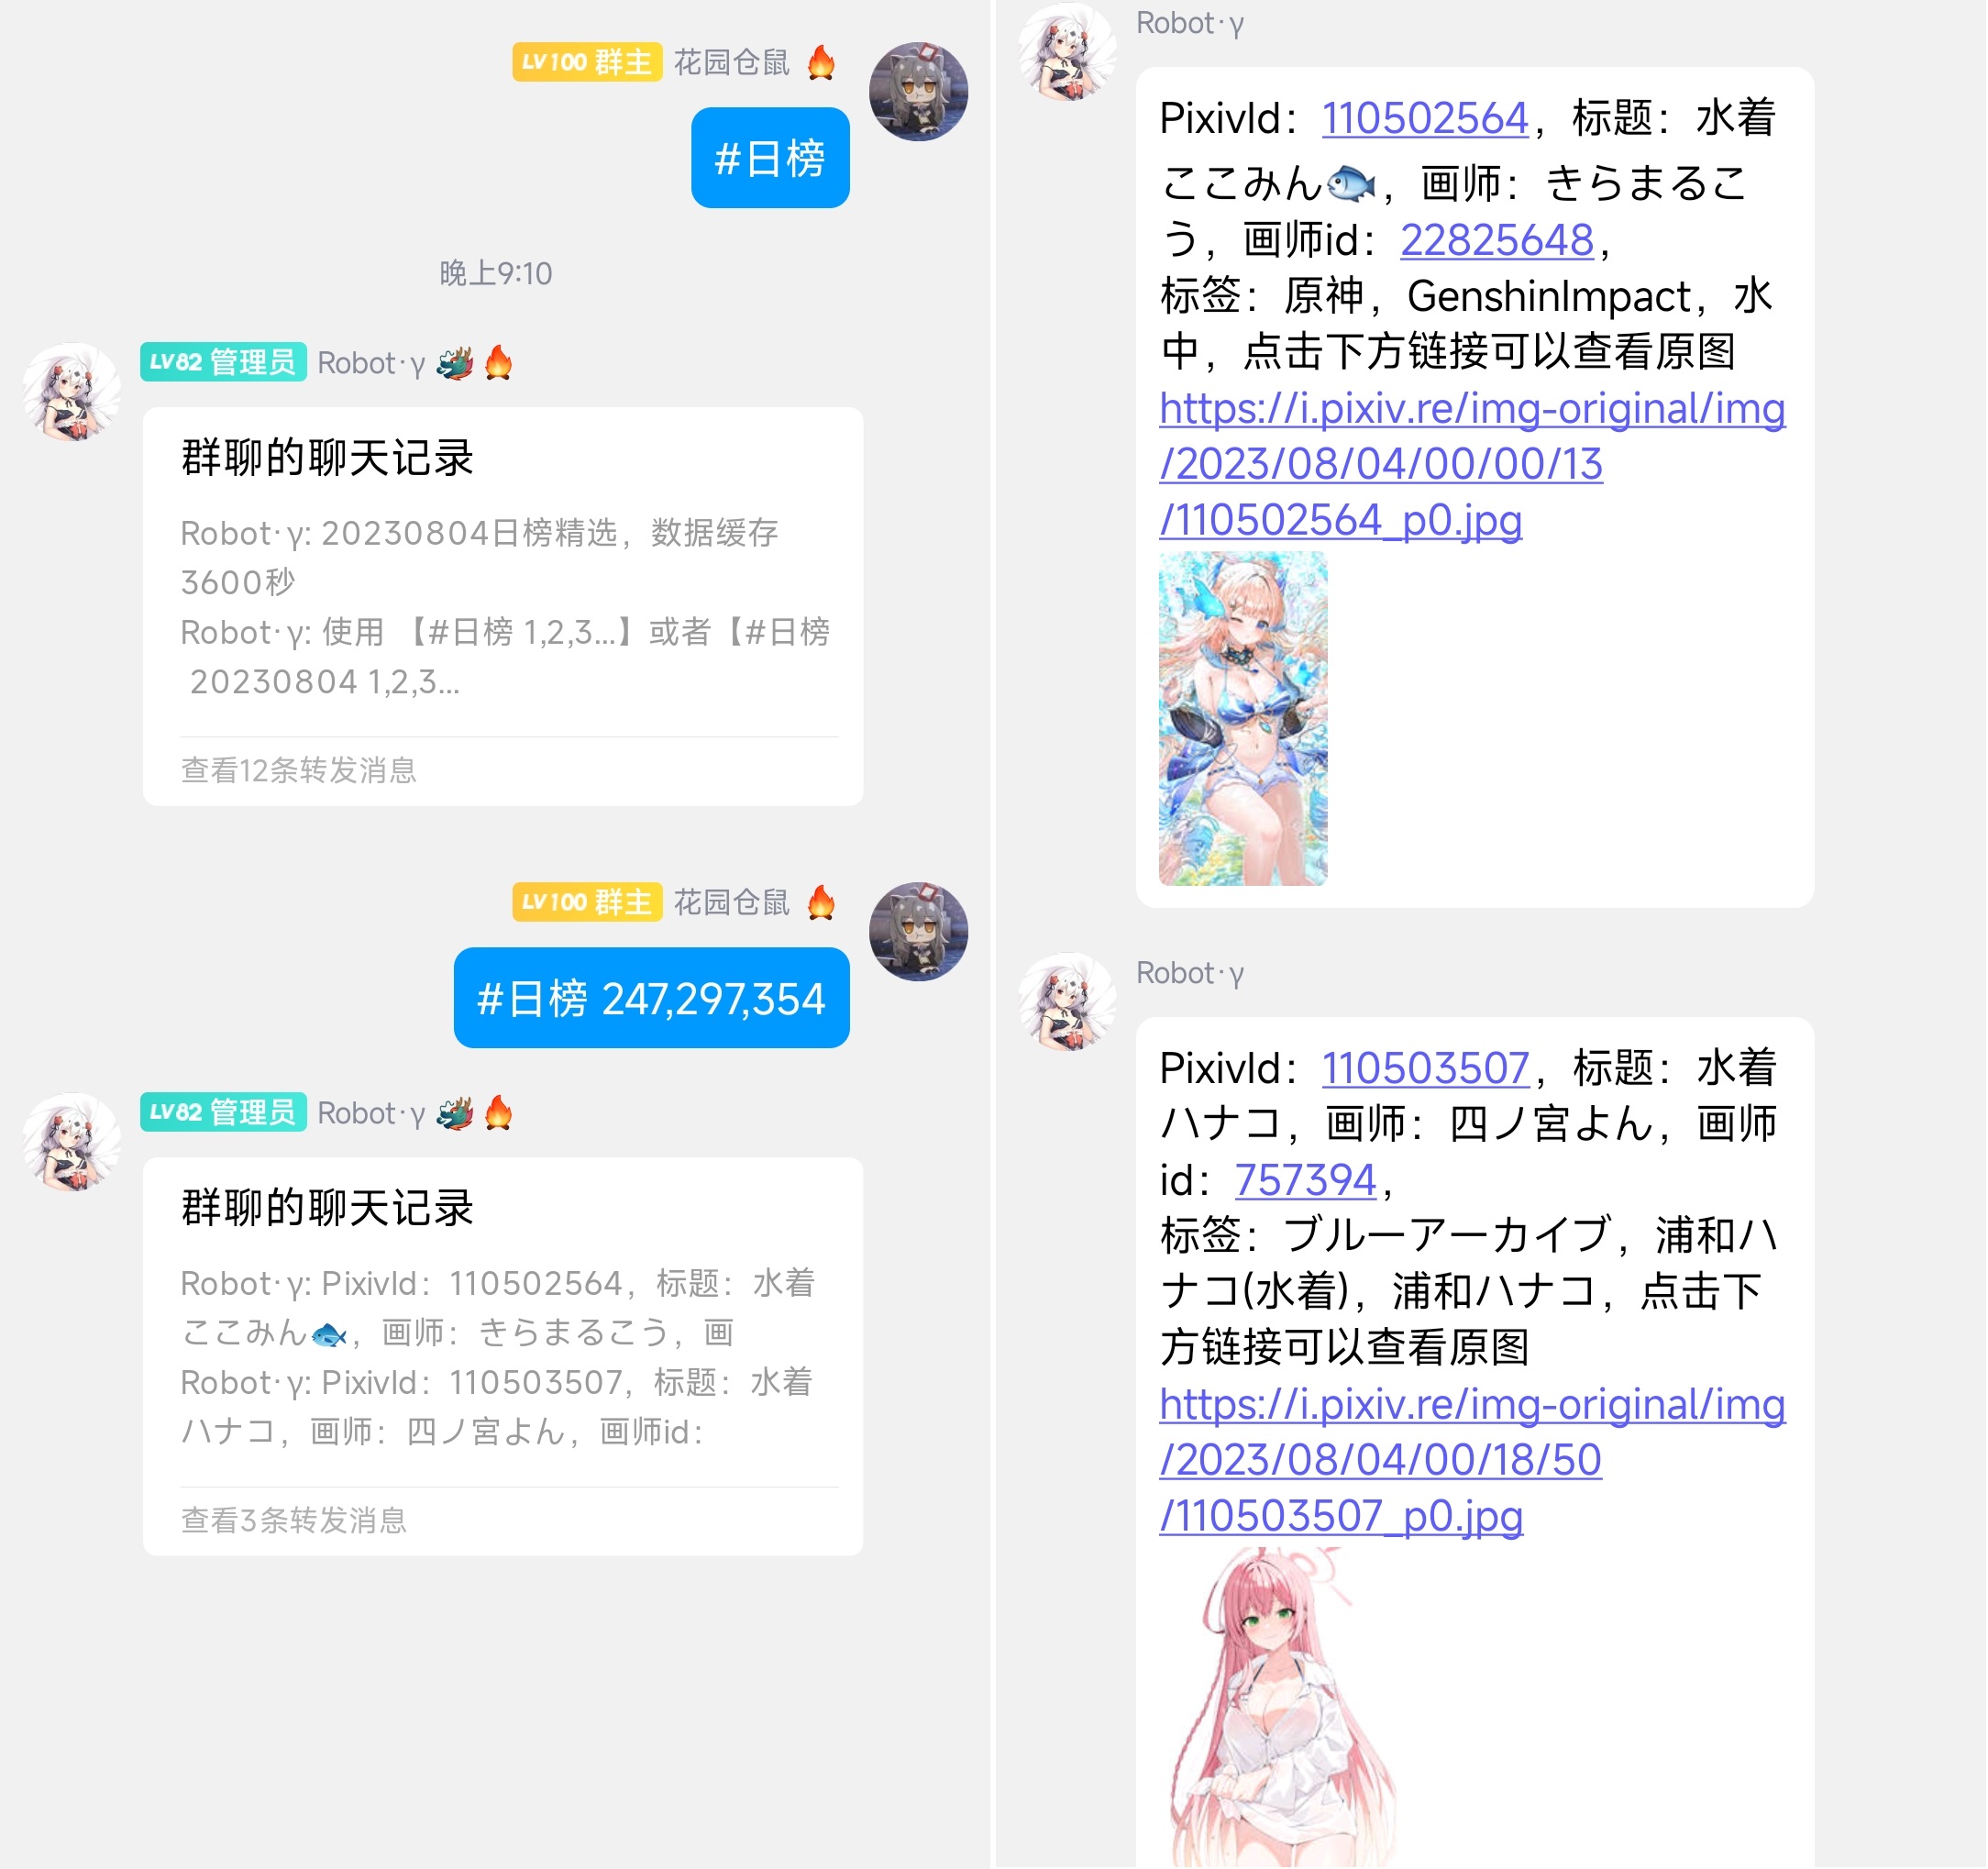 LV100 群主 花园仓鼠 🔥
#日榜
晚上9:10
LV82 管理员 Robot·γ 🐲🔥
群聊的聊天记录
Robot·γ: 20230804日榜精选，数据缓存
3600秒
Robot·γ: 使用 【#日榜 1,2,3...】或者【#日榜
20230804 1,2,3...
查看12条转发消息
LV100 群主 花园仓鼠 🔥
#日榜 247,297,354
LV82 管理员 Robot·γ 🐲🔥
群聊的聊天记录
Robot·γ: PixivId：110502564，标题：水着
ここみん🐟，画师：きらまるこう，画
Robot·γ: PixivId：110503507，标题：水着
ハナコ，画师：四ノ宮よん，画师id：
查看3条转发消息
Robot·γ
PixivId：110502564，标题：水着
ここみん🐟，画师：きらまるこ
う，画师id：22825648，
标签：原神，GenshinImpact，水
中，点击下方链接可以查看原图
https://i.pixiv.re/img-original/img
/2023/08/04/00/00/13
/110502564_p0.jpg
Robot·γ
PixivId：110503507，标题：水着
ハナコ，画师：四ノ宮よん，画师
id：757394，
标签：ブルーアーカイブ，浦和ハ
ナコ(水着)，浦和ハナコ，点击下
方链接可以查看原图
https://i.pixiv.re/img-original/img
/2023/08/04/00/18/50
/110503507_p0.jpg